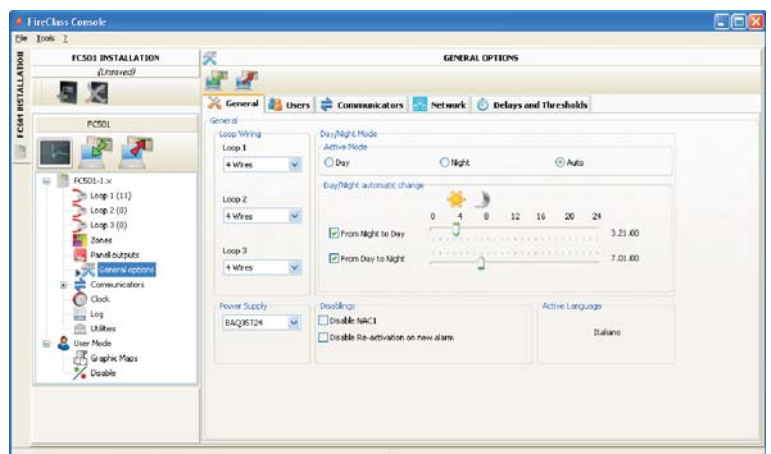 FireClass Console
File Tools ?
FC501 INSTALLATION
FC501 INSTALLATION
(Unsaved)
FC501
FC501-1.x
Loop 1 (11)
Loop 2 (0)
Loop 3 (0)
Zones
Panel outputs
General options
Communicators
Clock
Log
Utilities
User Mode
Graphic Maps
Disable
GENERAL OPTIONS
General Users Communicators Network Delays and Thresholds
General
Loop Wiring
Loop 1
4 Wires
Loop 2
4 Wires
Loop 3
4 Wires
Day/Night Mode
Active Mode
Day Night Auto
Day/Night automatic change
0 4 8 12 16 20 24
From Night to Day 3.21.00
From Day to Night 7.01.00
Power Supply
BAQ35T24
Disablings
Disable NAC1
Disable Re-activation on new alarm
Active Language
Italiano